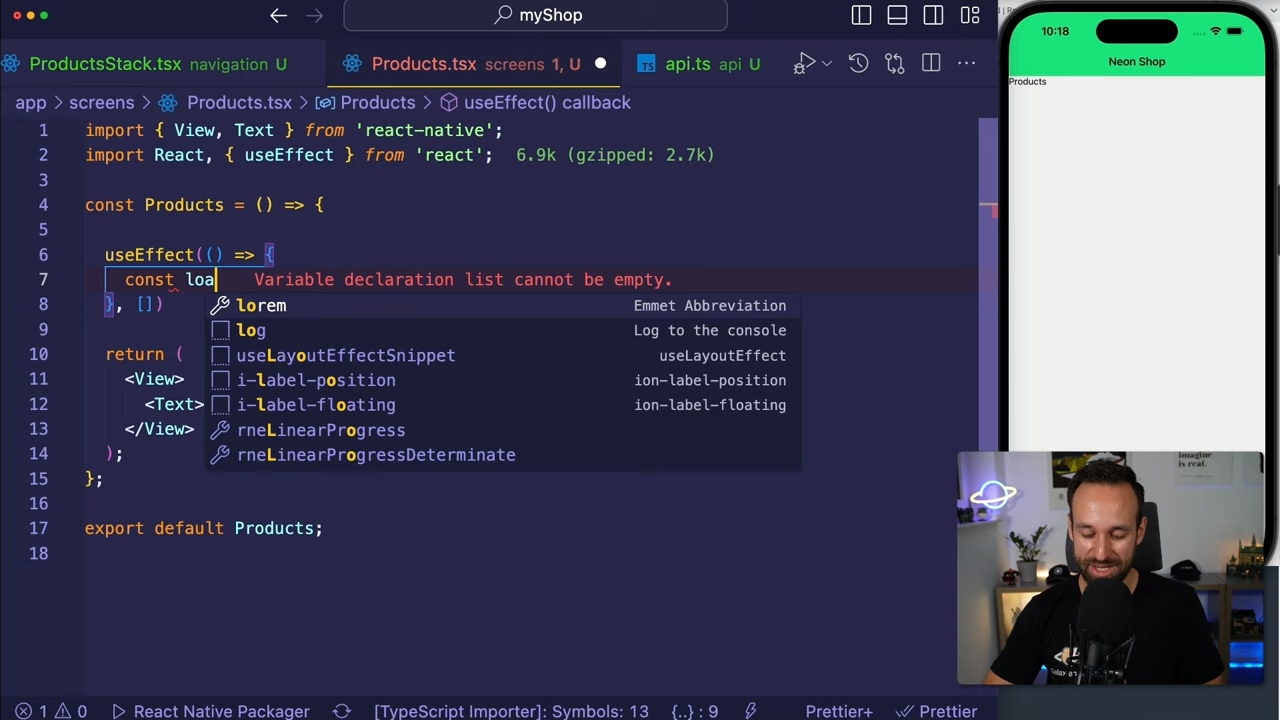 myShop
ProductsStack.tsx navigation U
Products.tsx screens 1, U
api.ts api U
app > screens > Products.tsx > Products > useEffect() callback
1 import { View, Text } from 'react-native';
2 import React, { useEffect } from 'react'; 6.9k (gzipped: 2.7k)
3
4 const Products = () => {
5
6 useEffect(() => {
7 const loa Variable declaration list cannot be empty.
8 }, [])
lorem Emmet Abbreviation
log Log to the console
useLayoutEffectSnippet useLayoutEffect
i-label-position ion-label-position
i-label-floating ion-label-floating
rneLinearProgress
rneLinearProgressDeterminate
9
10 return (
11 <View>
12 <Text>
13 </View>
14 );
15 };
16
17 export default Products;
18
1 0 React Native Packager [TypeScript Importer]: Symbols: 13 {..} : 9 Prettier+ Prettier
10:18
Neon Shop
Products
imagine
is real.